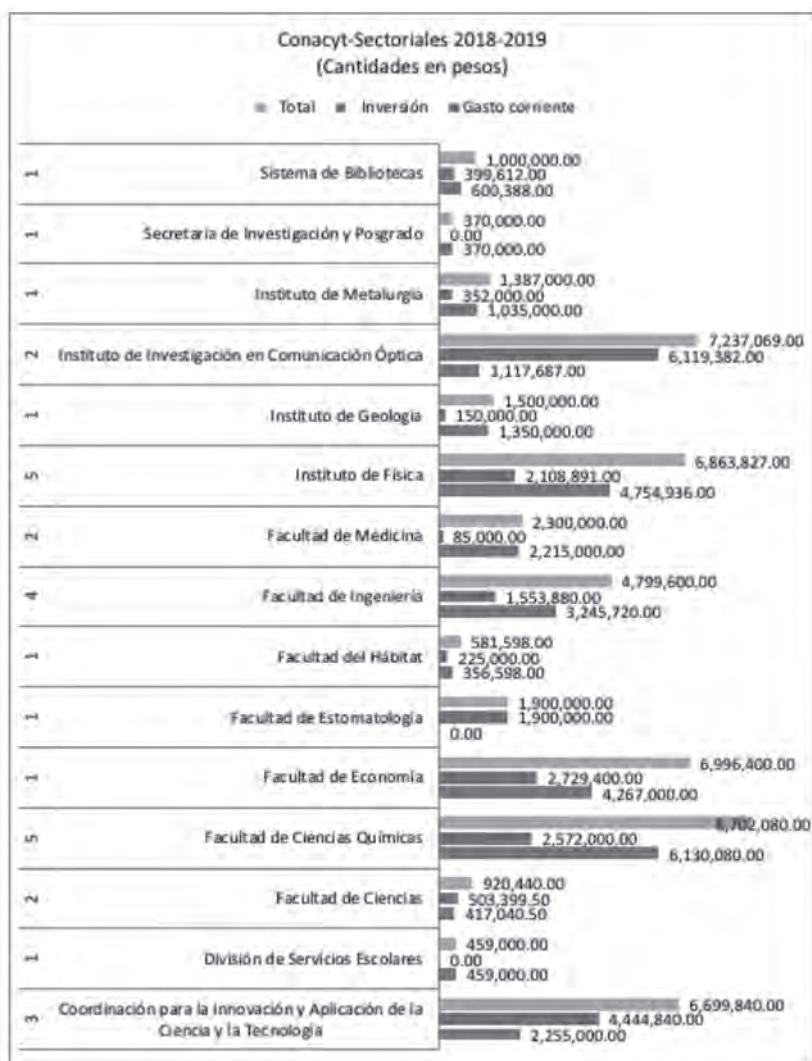 Conacyt-Sectoriales 2018-2019
(Cantidades en pesos)
Total Inversión Gasto corriente
1 Sistema de Bibliotecas 1,000,000.00
399,612.00
600,388.00
1 Secretaria de Investigación y Posgrado 370,000.00
0.00
370,000.00
1 Instituto de Metalurgia 1,387,000.00
352,000.00
1,035,000.00
2 Instituto de Investigación en Comunicación Óptica 7,237,069.00
6,119,382.00
1,117,687.00
1 Instituto de Geologia 1,500,000.00
150,000.00
1,350,000.00
5 Instituto de Física 6,863,827.00
2,108,891.00
4,754,936.00
2 Facultad de Medicina 2,300,000.00
85,000.00
2,215,000.00
4 Facultad de Ingeniería 4,799,600.00
1,553,880.00
3,245,720.00
1 Facultad del Hábitat 581,598.00
225,000.00
356,598.00
1 Facultad de Estomatología 1,900,000.00
1,900,000.00
0.00
1 Facultad de Economía 6,996,400.00
2,729,400.00
4,267,000.00
5 Facultad de Ciencias Químicas 8,702,080.00
2,572,000.00
6,130,080.00
2 Facultad de Ciencias 920,440.00
503,399.50
417,040.50
1 División de Servicios Escolares 459,000.00
0.00
459,000.00
3 Coordinación para la Innovación y Aplicación de la
Ciencia y la Tecnología
6,699,840.00
4,444,840.00
2,255,000.00